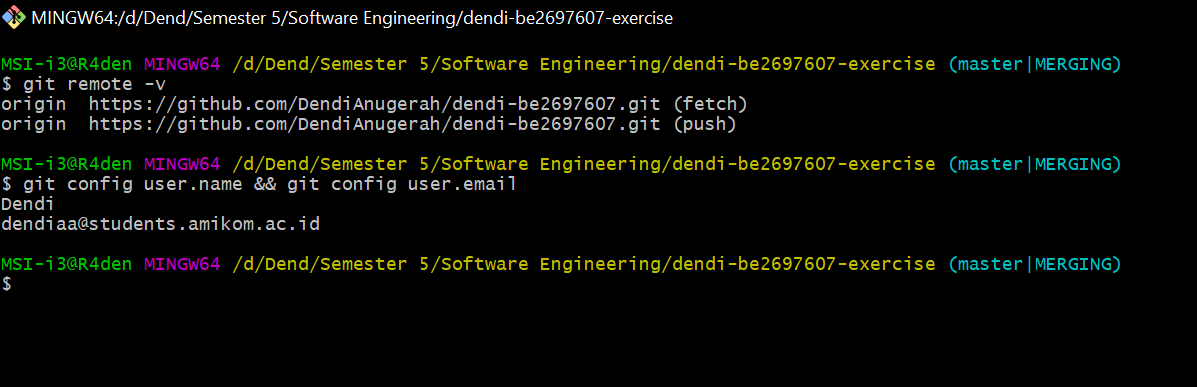 MINGW64:/d/Dend/Semester 5/Software Engineering/dendi-be2697607-exercise
MSI-i3@R4den MINGW64 /d/Dend/Semester 5/Software Engineering/dendi-be2697607-exercise (master|MERGING)
$ git remote -v
origin  https://github.com/DendiAnugerah/dendi-be2697607.git (fetch)
origin  https://github.com/DendiAnugerah/dendi-be2697607.git (push)
MSI-i3@R4den MINGW64 /d/Dend/Semester 5/Software Engineering/dendi-be2697607-exercise (master|MERGING)
$ git config user.name && git config user.email
Dendi
dendiaa@students.amikom.ac.id
MSI-i3@R4den MINGW64 /d/Dend/Semester 5/Software Engineering/dendi-be2697607-exercise (master|MERGING)
$